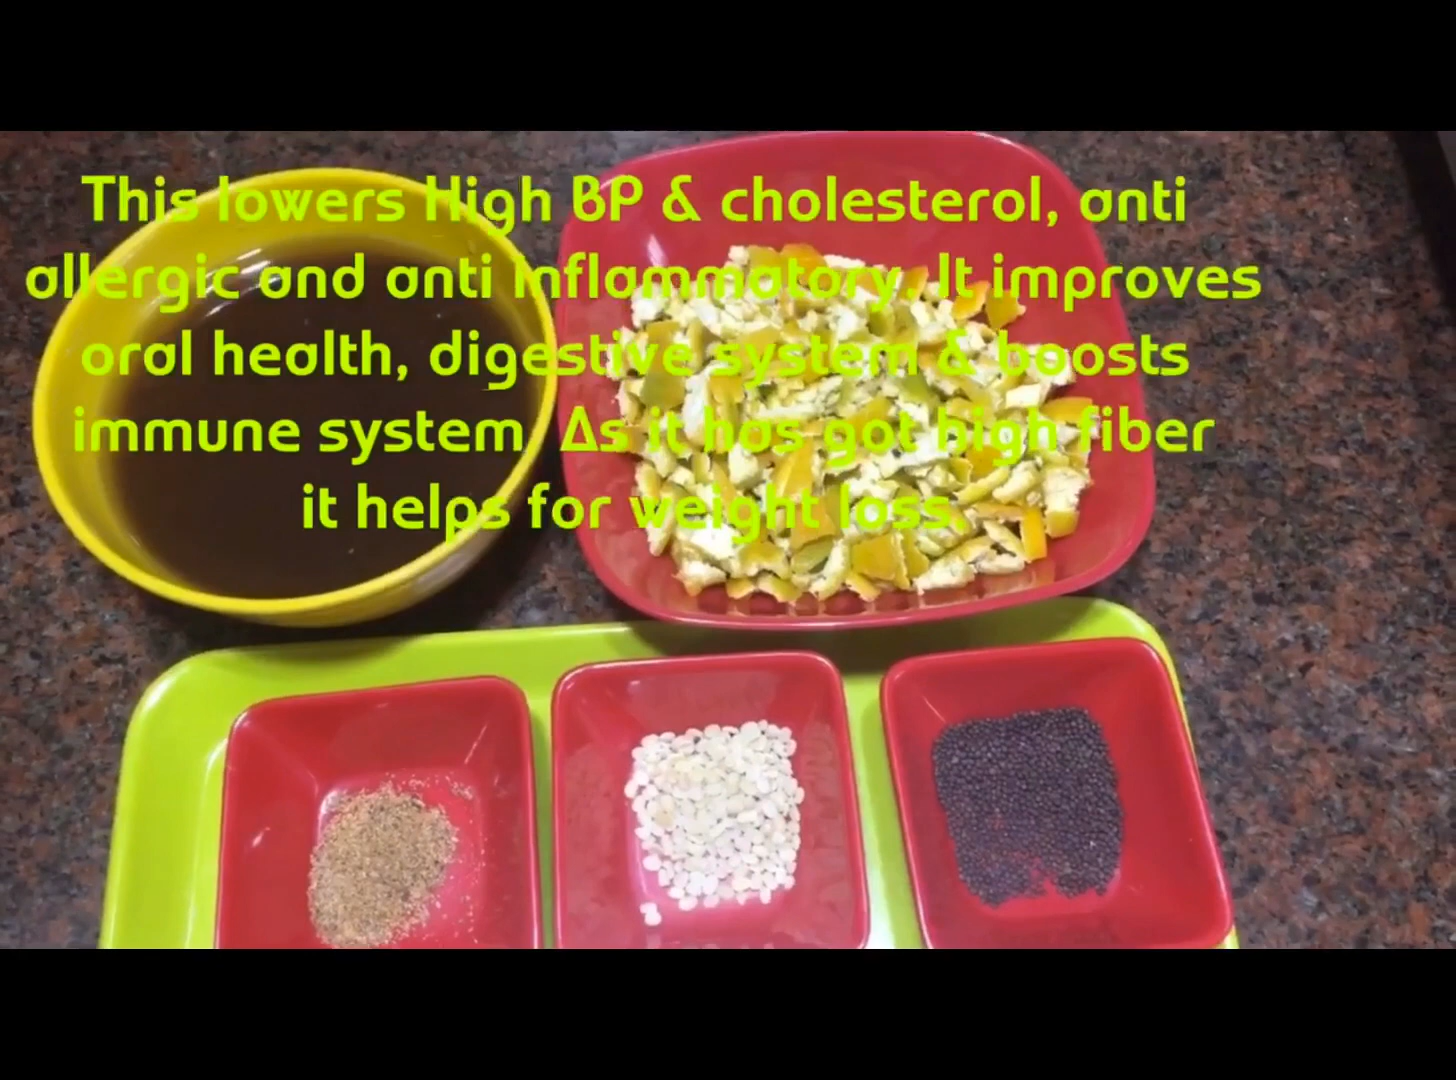 This lowers High BP & cholesterol, anti
allergic and anti inflammatory. It improves
oral health, digestive system & boosts
immune system. As it has got high fiber
it helps for weight loss.